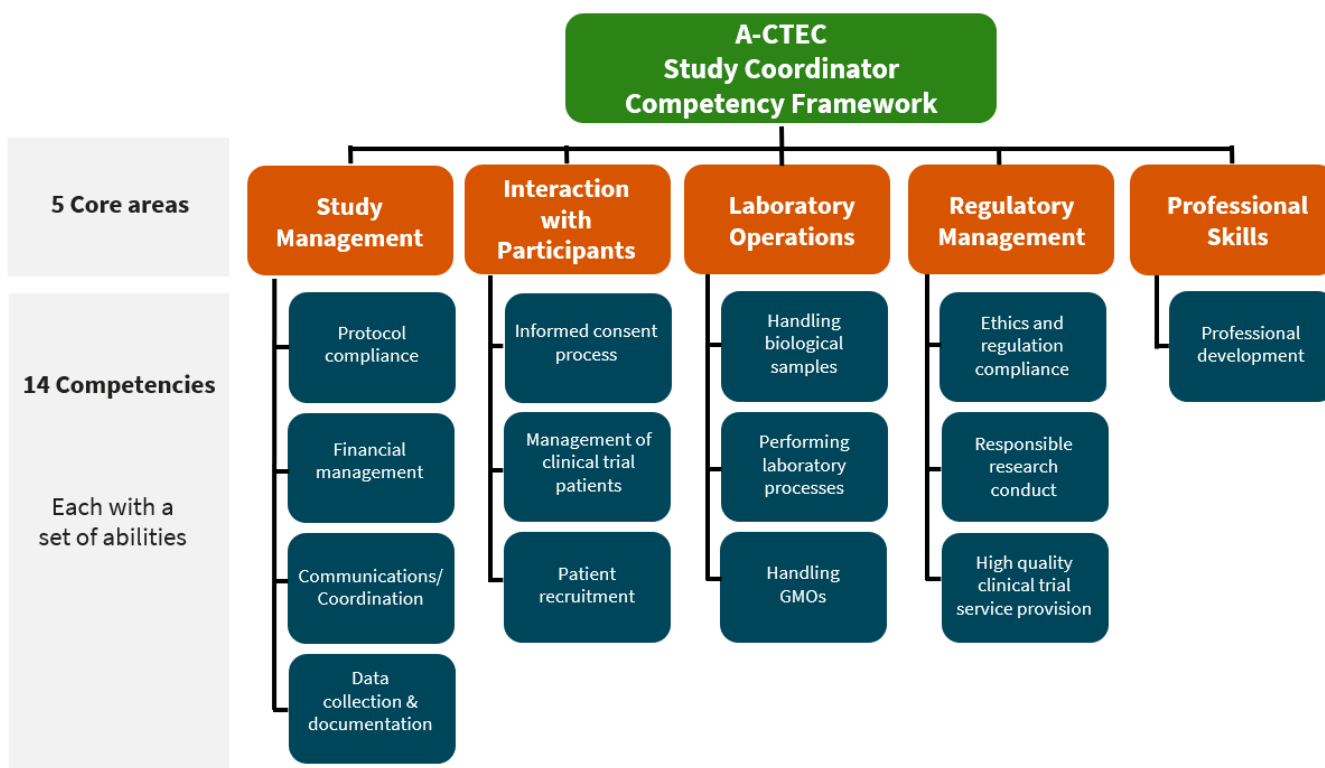 A-CTEC
Study Coordinator
Competency Framework
5 Core areas
Study
Management
Interaction
with
Participants
Laboratory
Operations
Regulatory
Management
Professional
Skills
14 Competencies
Each with a
set of abilities
Protocol
compliance
Financial
management
Communications/
Coordination
Data
collection &
documentation
Informed consent
process
Management of
clinical trial
patients
Patient
recruitment
Handling
biological
samples
Performing
laboratory
processes
Handling
GMOs
Ethics and
regulation
compliance
Responsible
research
conduct
High quality
clinical trial
service provision
Professional
development